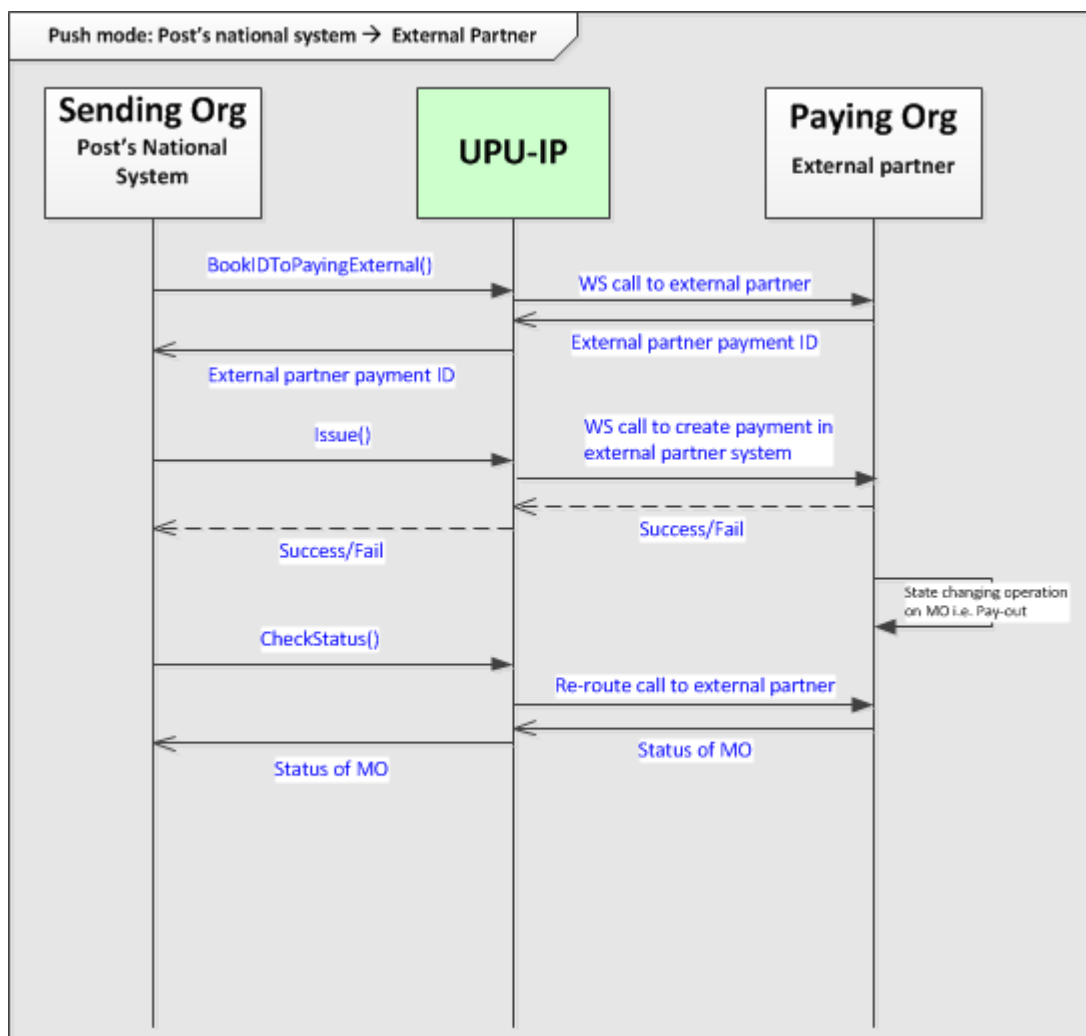 Push mode: Post's national system → External Partner
Sending Org
Post's National
System
UPU-IP
Paying Org
External partner
BookIDToPayingExternal()
WS call to external partner
External partner payment ID
External partner payment ID
Issue()
WS call to create payment in
external partner system
Success/Fail
Success/Fail
State changing operation
on MO i.e. Pay-out
CheckStatus()
Re-route call to external partner
Status of MO
Status of MO